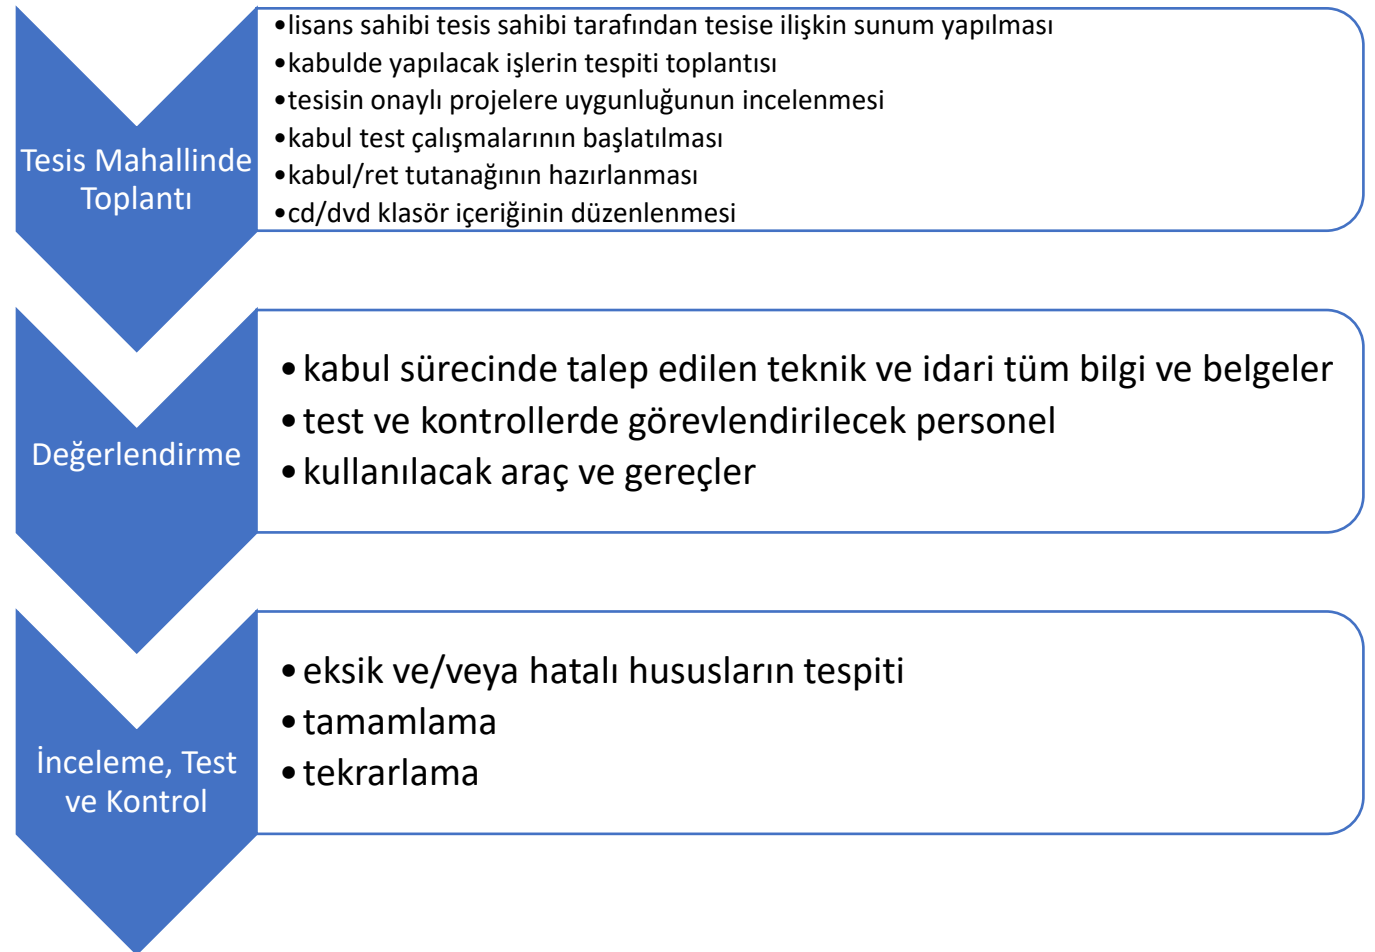 •lisans sahibi tesis sahibi tarafından tesise ilişkin sunum yapılması
•kabulde yapılacak işlerin tespiti toplantısı
•tesisin onaylı projelere uygunluğunun incelenmesi
•kabul test çalışmalarının başlatılması
•kabul/ret tutanağının hazırlanması
•cd/dvd klasör içeriğinin düzenlenmesi
Tesis Mahallinde
Toplantı
•kabul sürecinde talep edilen teknik ve idari tüm bilgi ve belgeler
•test ve kontrollerde görevlendirilecek personel
•kullanılacak araç ve gereçler
Değerlendirme
•eksik ve/veya hatalı hususların tespiti
•tamamlama
•tekrarlama
İnceleme, Test
ve Kontrol